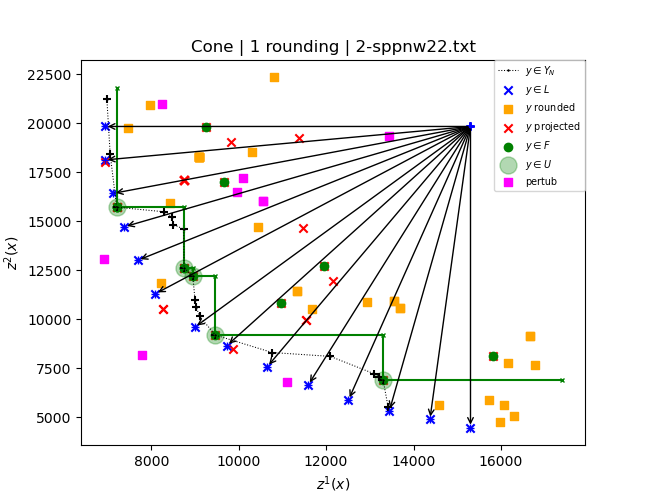 Cone | 1 rounding | 2-sppnw22.txt
22500
20000
17500
15000
12500
10000
7500
5000
z²(x)
8000 10000 12000 14000 16000
z¹(x)
y ∈ Y_N
y ∈ L
y rounded
y projected
y ∈ F
y ∈ U
pertub